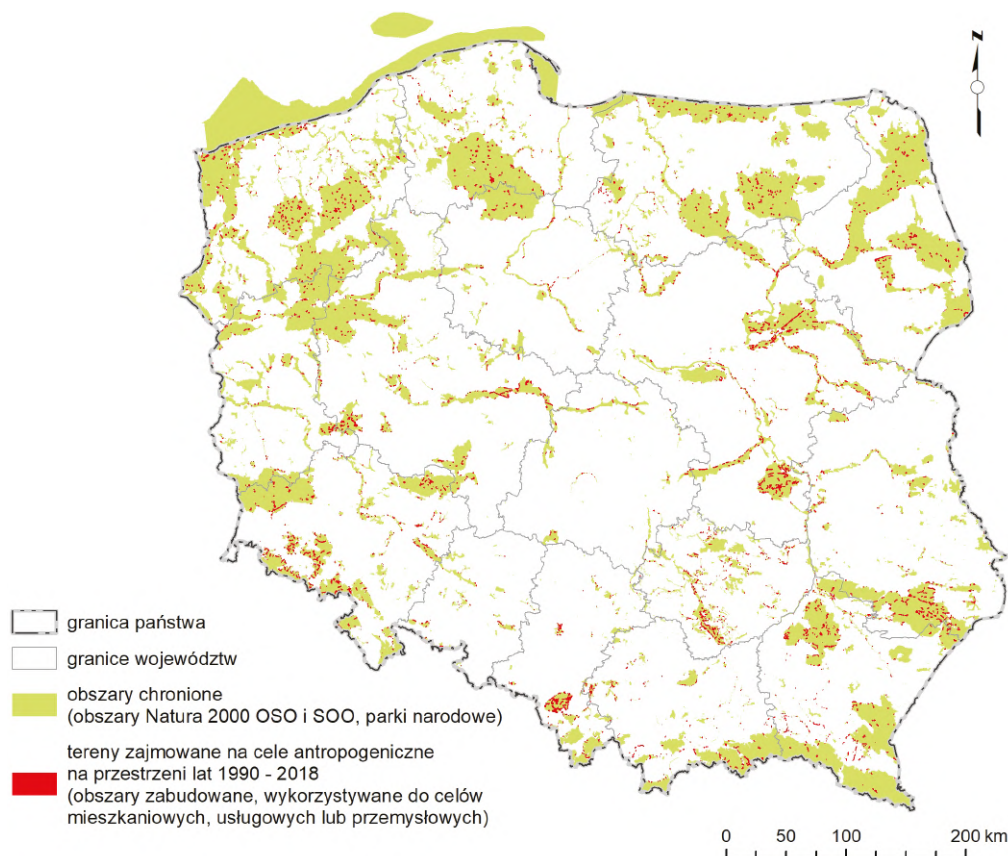 N
granica państwa
granice województw
obszary chronione
(obszary Natura 2000 OSO i SOO, parki narodowe)
tereny zajmowane na cele antropogeniczne
na przestrzeni lat 1990 - 2018
(obszary zabudowane, wykorzystywane do celów
mieszkaniowych, usługowych lub przemysłowych)
0 50 100 200 km